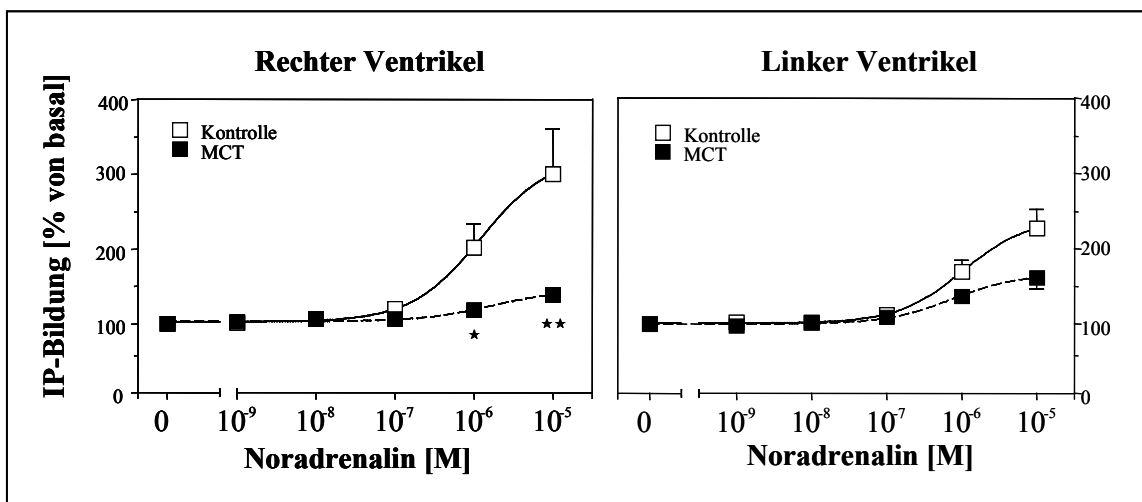 Rechter Ventrikel
IP-Bildung [% von basal]
400
300
200
100
0
Kontrolle
MCT
★
★★
0 10⁻⁹ 10⁻⁸ 10⁻⁷ 10⁻⁶ 10⁻⁵
Noradrenalin [M]
Linker Ventrikel
Kontrolle
MCT
400
300
200
100
0
0 10⁻⁹ 10⁻⁸ 10⁻⁷ 10⁻⁶ 10⁻⁵
Noradrenalin [M]